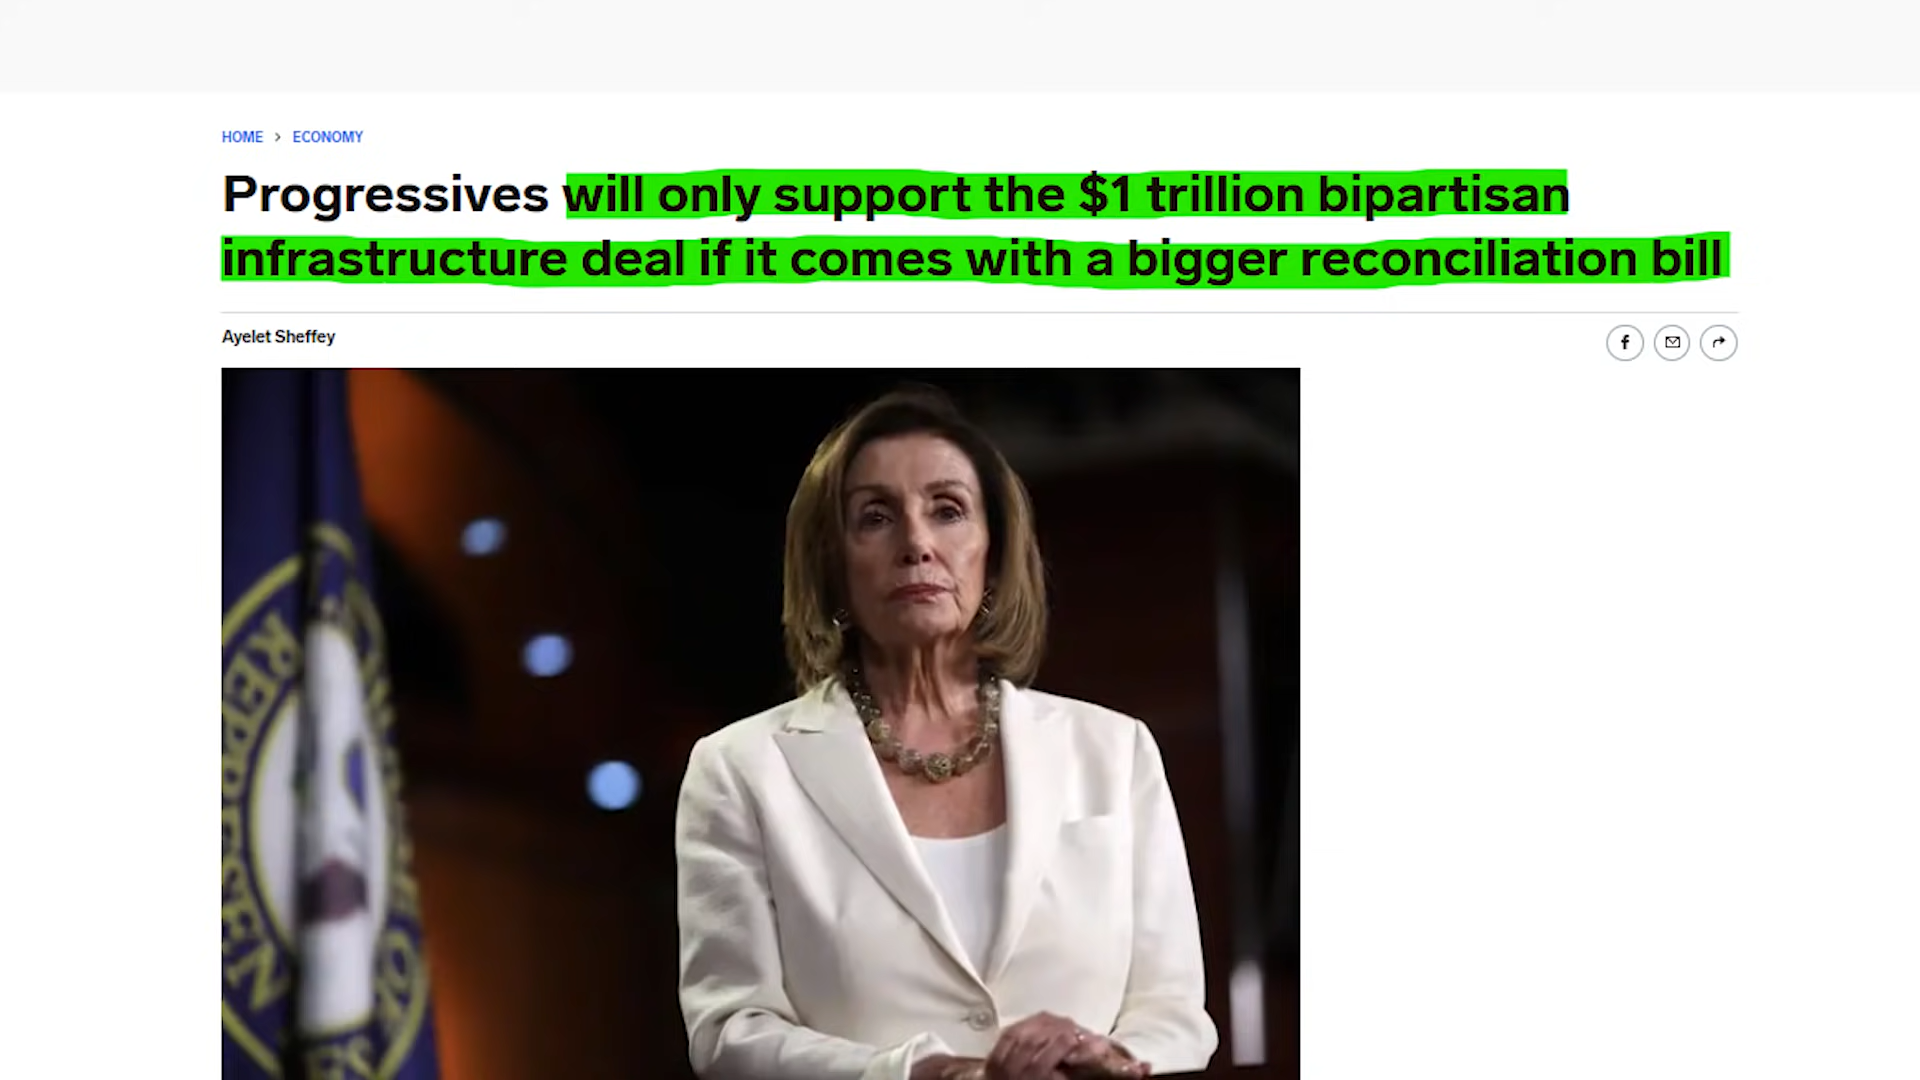 HOME > ECONOMY
Progressives will only support the $1 trillion bipartisan
infrastructure deal if it comes with a bigger reconciliation bill
Ayelet Sheffey